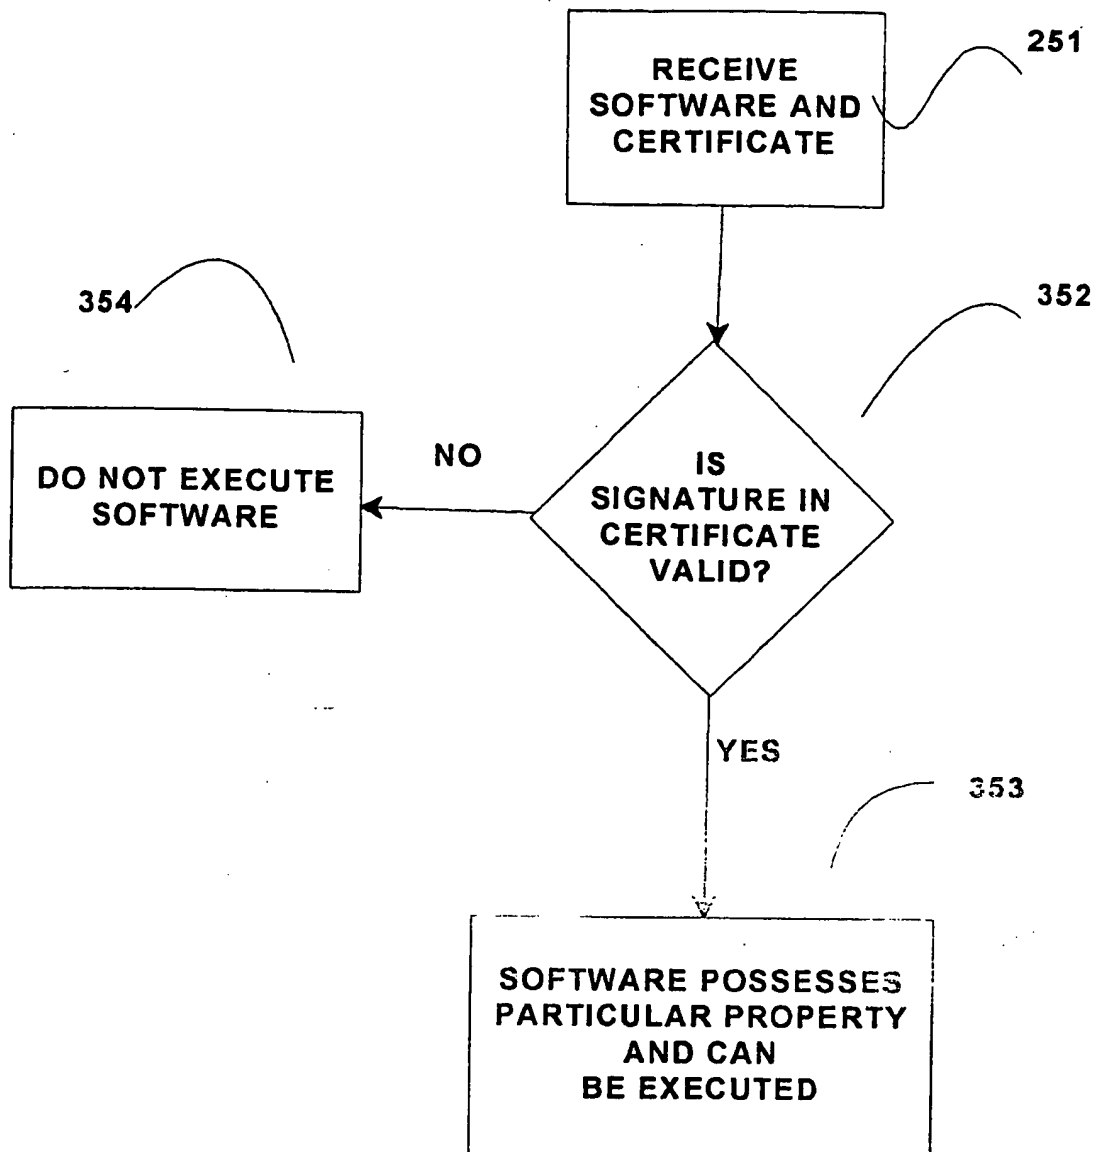 RECEIVE
SOFTWARE AND
CERTIFICATE
251
354
352
DO NOT EXECUTE
SOFTWARE
NO
IS
SIGNATURE IN
CERTIFICATE
VALID?
YES
353
SOFTWARE POSSESSES
PARTICULAR PROPERTY
AND CAN
BE EXECUTED